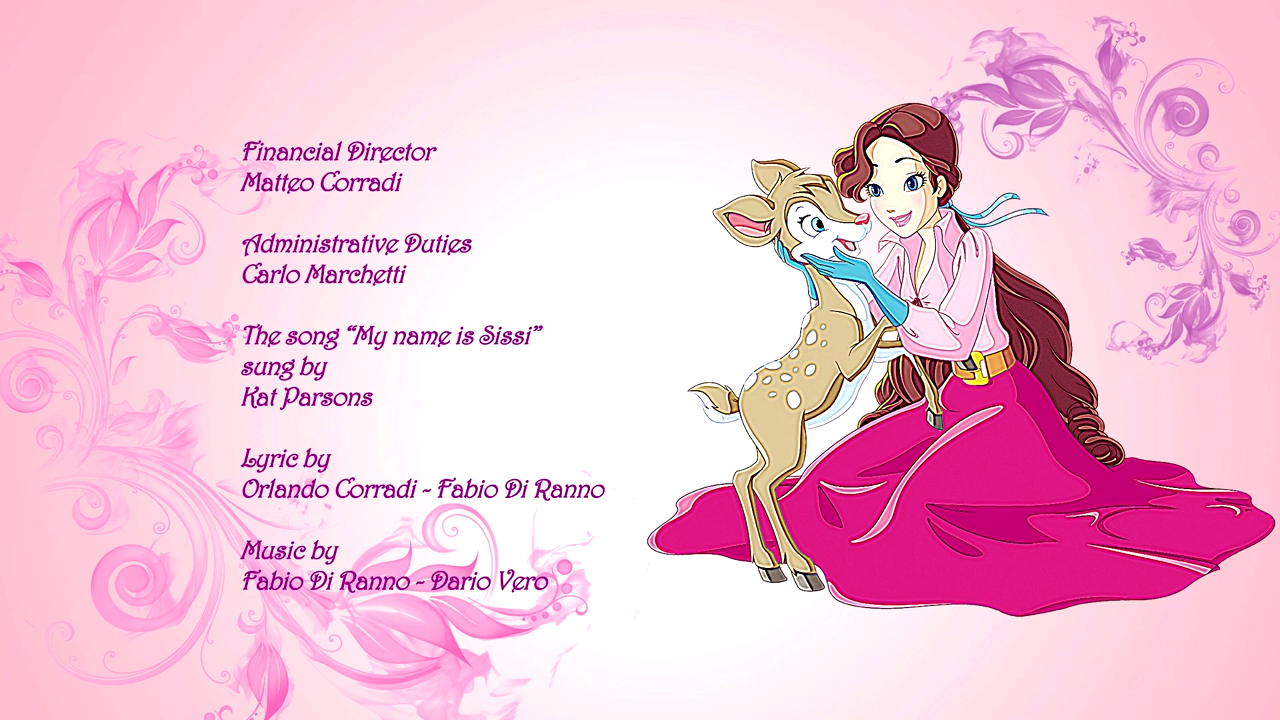 Financial Director
Matteo Corradi
Administrative Duties
Carlo Marchetti
The song “My name is Sissi”
sung by
Kat Parsons
Lyric by
Orlando Corradi - Fabio Di Ranno
Music by
Fabio Di Ranno - Dario Vero